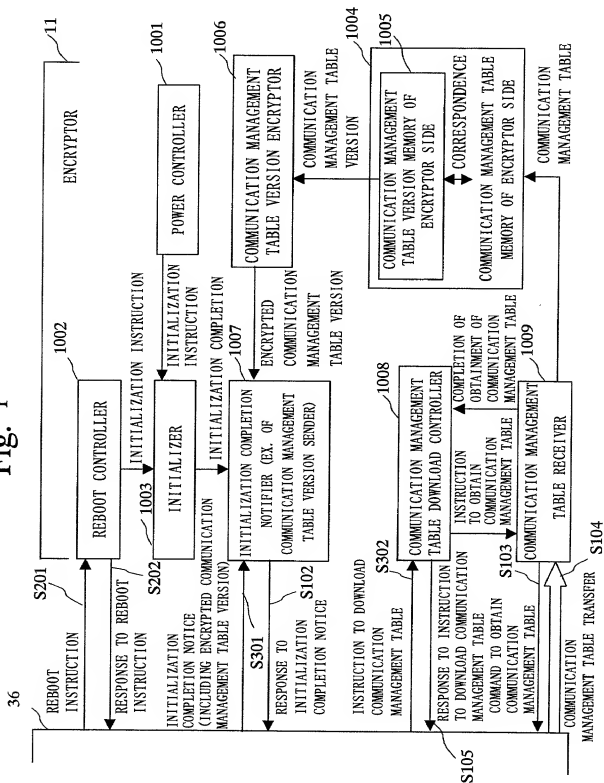 Fig. 1
36
11
ENCRYPTOR
REBOOT
INSTRUCTION
S201
1002
REBOOT CONTROLLER
S202
RESPONSE TO REBOOT
INSTRUCTION
INITIALIZATION INSTRUCTION
1001
POWER CONTROLLER
INITIALIZATION
INSTRUCTION
1003
INITIALIZER
INITIALIZATION COMPLETION
INITIALIZATION
COMPLETION NOTICE
(INCLUDING ENCRYPTED COMMUNICATION
MANAGEMENT TABLE VERSION)
1007
INITIALIZATION COMPLETION
NOTIFIER (EX. OF
COMMUNICATION MANAGEMENT
TABLE VERSION SENDER)
S301
S102
RESPONSE TO
INITIALIZATION
COMPLETION NOTICE
ENCRYPTED
COMMUNICATION
MANAGEMENT
TABLE VERSION
1006
COMMUNICATION MANAGEMENT
TABLE VERSION ENCRYPTOR
COMMUNICATION
MANAGEMENT TABLE
VERSION
1004
1005
COMMUNICATION MANAGEMENT
TABLE VERSION MEMORY OF
ENCRYPTOR SIDE
CORRESPONDENCE
COMMUNICATION MANAGEMENT TABLE
MEMORY OF ENCRYPTOR SIDE
COMMUNICATION
MANAGEMENT TABLE
INSTRUCTION TO DOWNLOAD
COMMUNICATION
MANAGEMENT TABLE
S302
1008
COMMUNICATION MANAGEMENT
TABLE DOWNLOAD CONTROLLER
S105
RESPONSE TO INSTRUCTION
TO DOWNLOAD COMMUNICATION
MANAGEMENT TABLE
INSTRUCTION
TO OBTAIN
COMMUNICATION
MANAGEMENT TABLE
COMPLETION OF
OBTAINMENT OF
COMMUNICATION
MANAGEMENT TABLE
COMMAND TO OBTAIN
COMMUNICATION
MANAGEMENT TABLE
S103
1009
COMMUNICATION MANAGEMENT
TABLE RECEIVER
S104
COMMUNICATION MANAGEMENT TABLE TRANSFER